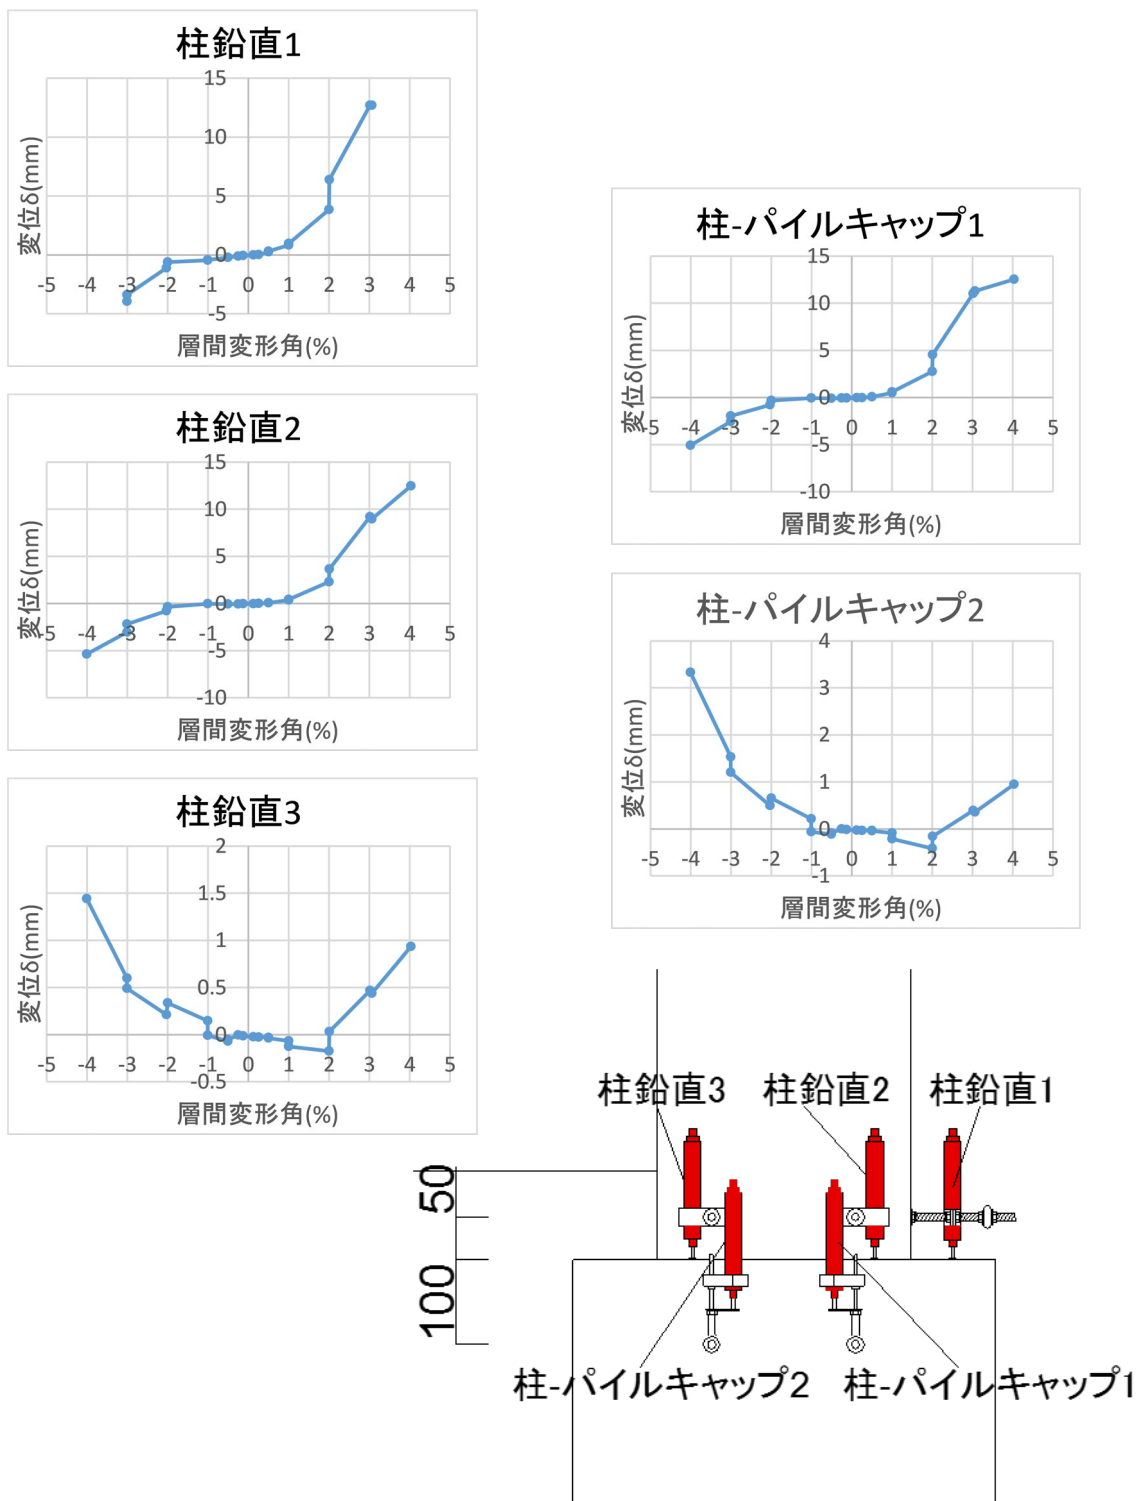 柱鉛直1
15
10
5
0
-5
-5 -4 -3 -2 -1 0 1 2 3 4 5
変位δ(mm)
層間変形角(%)
柱-パイルキャップ1
15
10
5
0
-5
-10
-5 -4 -3 -2 -1 0 1 2 3 4 5
変位δ(mm)
層間変形角(%)
柱鉛直2
15
10
5
0
-5
-10
-5 -4 -3 -2 -1 0 1 2 3 4 5
変位δ(mm)
層間変形角(%)
柱-パイルキャップ2
4
3
2
1
0
-1
-5 -4 -3 -2 -1 0 1 2 3 4 5
変位δ(mm)
層間変形角(%)
柱鉛直3
2
1.5
1
0.5
0
-0.5
-5 -4 -3 -2 -1 0 1 2 3 4 5
変位δ(mm)
層間変形角(%)
柱鉛直3 柱鉛直2 柱鉛直1
50
100
柱-パイルキャップ2 柱-パイルキャップ1